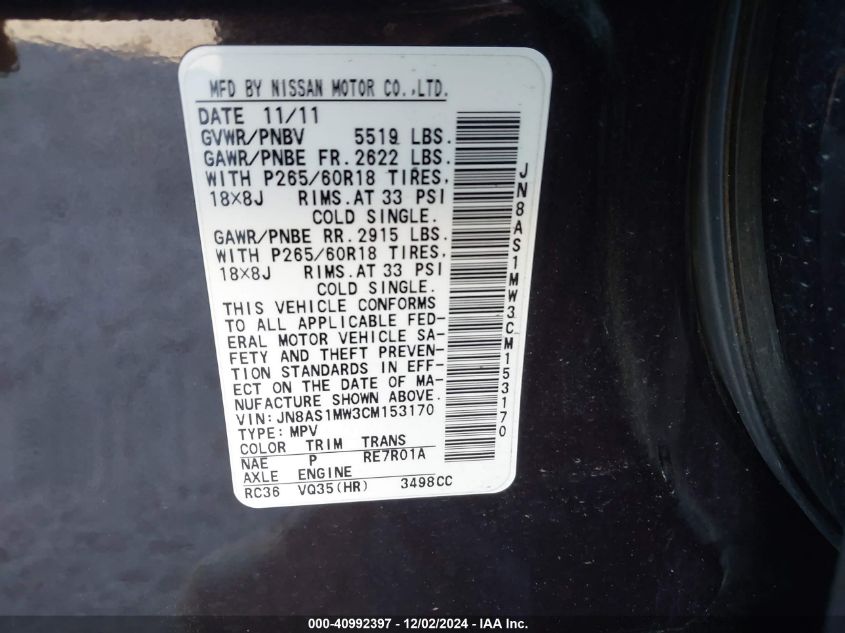 MFD BY NISSAN MOTOR CO.,LTD.
DATE 11/11
GVWR/PNBV 5519 LBS.
GAWR/PNBE FR. 2622 LBS.
WITH P265/60R18 TIRES,
18X8J RIMS. AT 33 PSI
COLD SINGLE.
GAWR/PNBE RR. 2915 LBS.
WITH P265/60R18 TIRES,
18X8J RIMS. AT 33 PSI
COLD SINGLE.
THIS VEHICLE CONFORMS
TO ALL APPLICABLE FED-
ERAL MOTOR VEHICLE SA-
FETY AND THEFT PREVEN-
TION STANDARDS IN EFF-
ECT ON THE DATE OF MA-
NUFACTURE SHOWN ABOVE.
VIN: JN8AS1MW3CM153170
TYPE: MPV
COLOR TRIM TRANS
NAE P RE7R01A
AXLE ENGINE
RC36 VQ35(HR) 3498CC
JN8AS1MW3CM153170
000-40992397 - 12/02/2024 - IAA Inc.